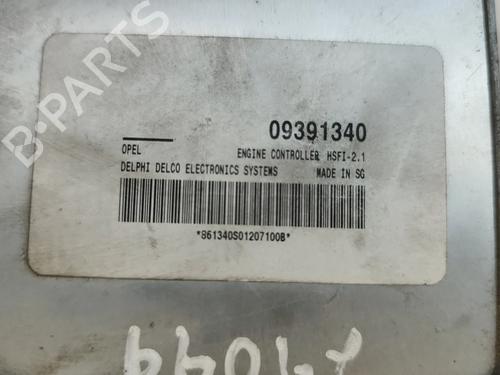 B-PARTS
09391340
OPEL ENGINE CONTROLLER HSFI-2.1
DELPHI DELCO ELECTRONICS SYSTEMS MADE IN SG
*861340S01207100B*